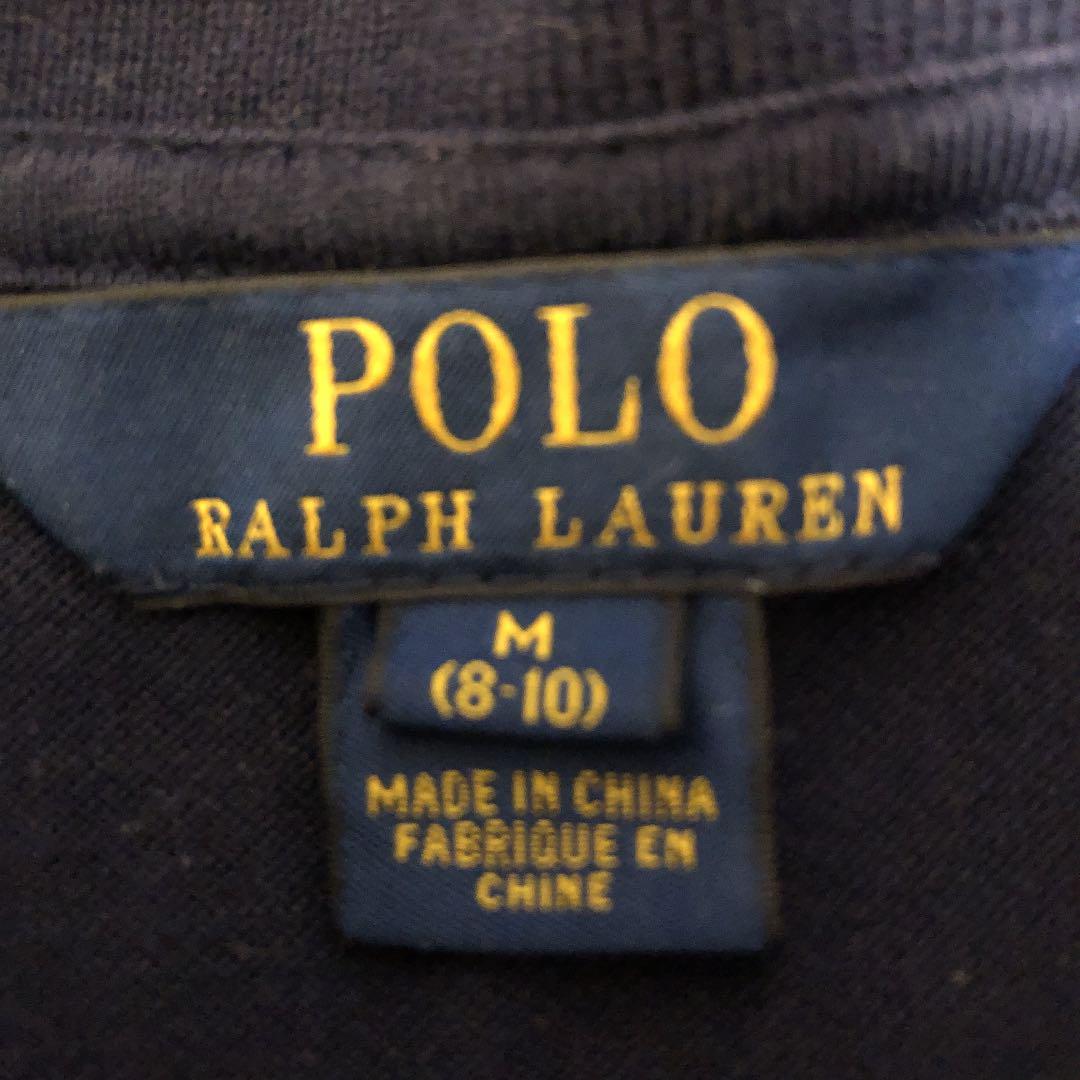 POLO
RALPH LAUREN
M
(8-10)
MADE IN CHINA
FABRIQUE EN
CHINE